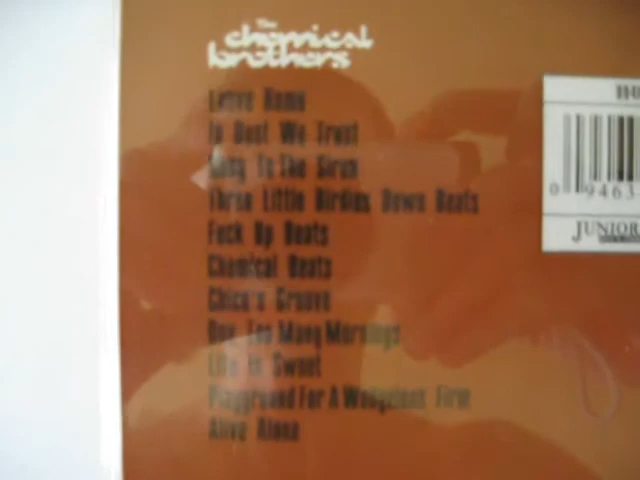 The
chemical
brothers
Leave Home
In Dust We Trust
Song To The Siren
Three Little Birdies Down Beats
Fuck Up Beats
Chemical Beats
Chico's Groove
One Too Many Mornings
Life Is Sweet
Playground For A Wedgeless Firm
Alive Alone
0 9463
JUNIOR